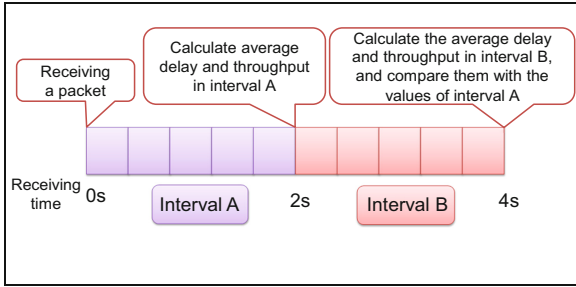 Receiving
a packet
Calculate average
delay and throughput
in interval A
Calculate the average delay
and throughput in interval B,
and compare them with the
values of interval A
Receiving
time
0s
Interval A
2s
Interval B
4s